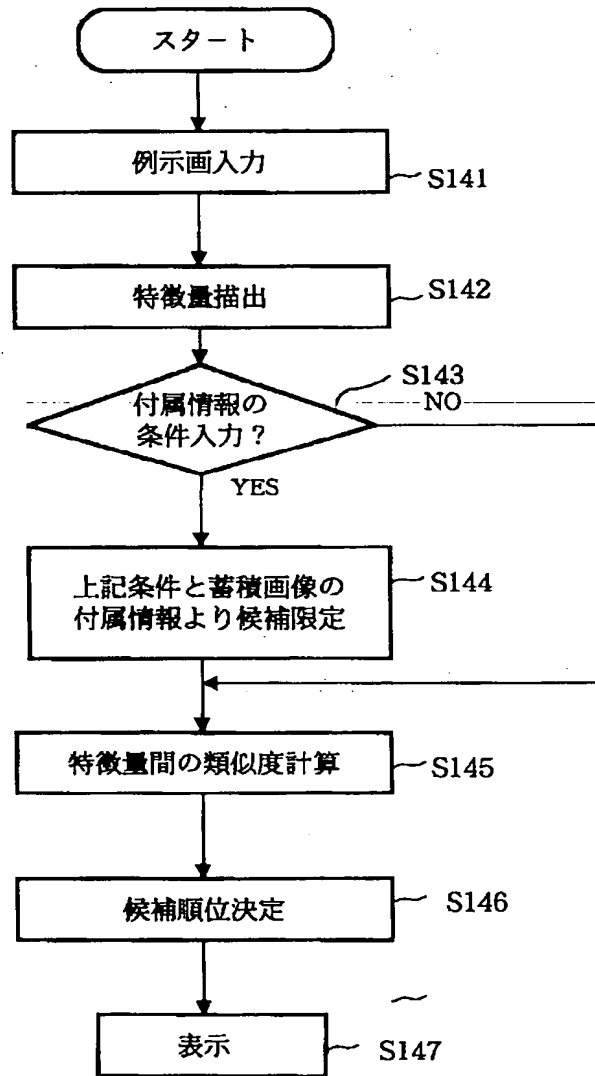 スタート
例示画入力
S141
特徴量描出
S142
S143
付属情報の
条件入力？
NO
YES
上記条件と蓄積画像の
付属情報より候補限定
S144
特徴量間の類似度計算
S145
候補順位決定
S146
表示
S147